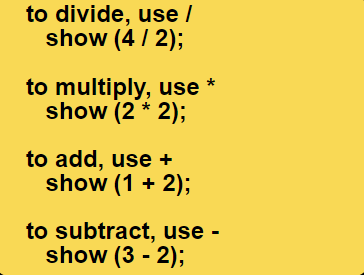 to divide, use /
show (4 / 2);
to multiply, use *
show (2 * 2);
to add, use +
show (1 + 2);
to subtract, use -
show (3 - 2);